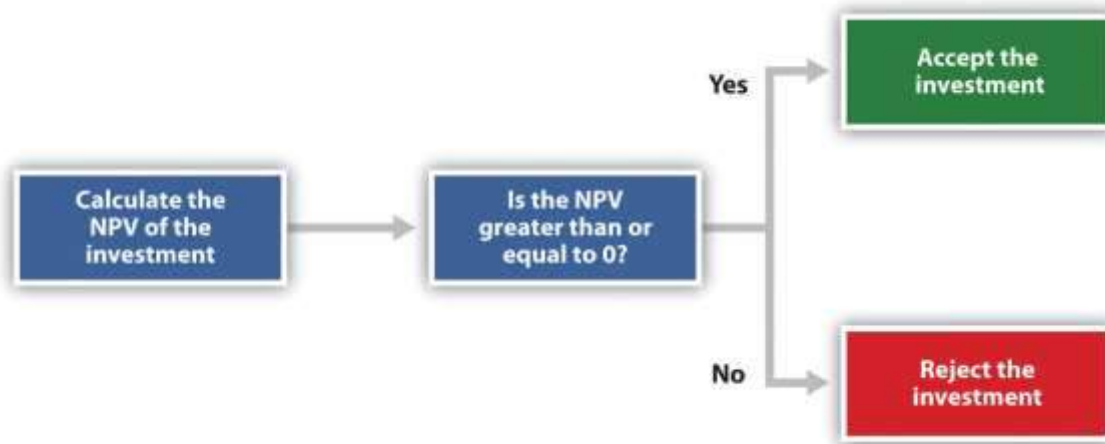 Calculate the
NPV of the
investment
Is the NPV
greater than or
equal to 0?
Yes
Accept the
investment
No
Reject the
investment